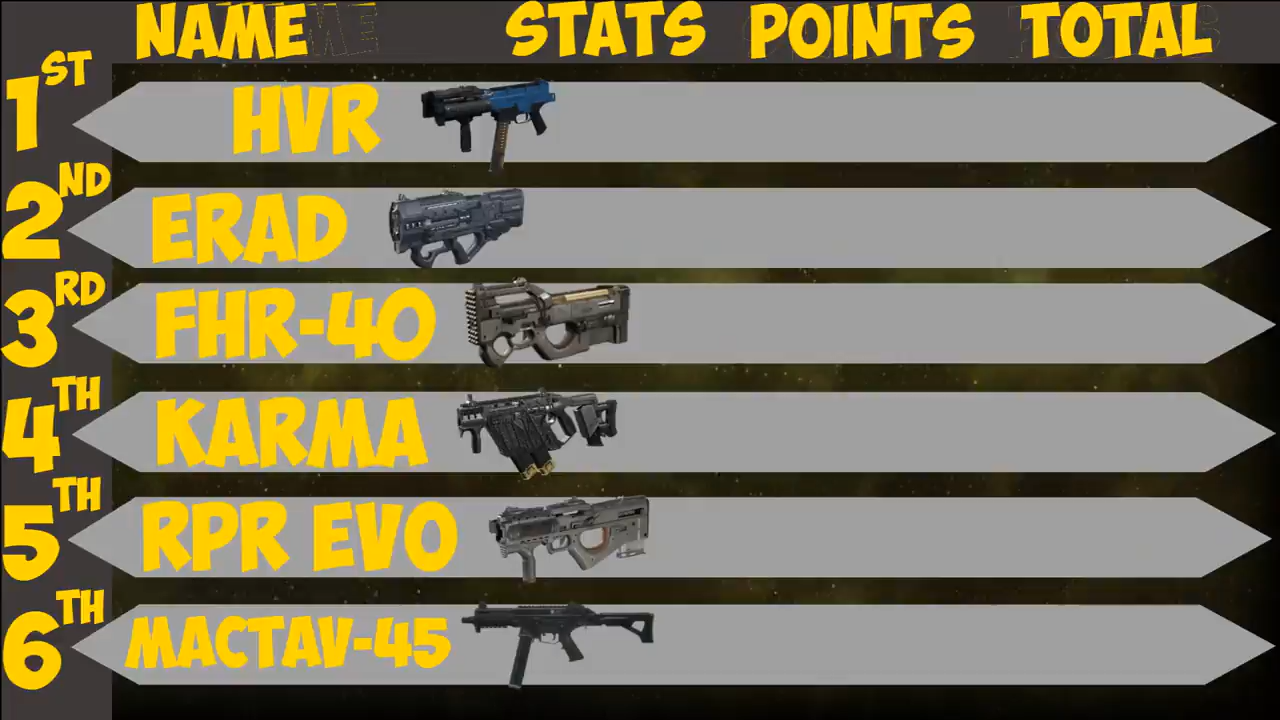 NAME STATS POINTS TOTAL
1ST HVR
2ND ERAD
3RD FHR-40
4TH KARMA
5TH RPR EVO
6TH MACTAV-45